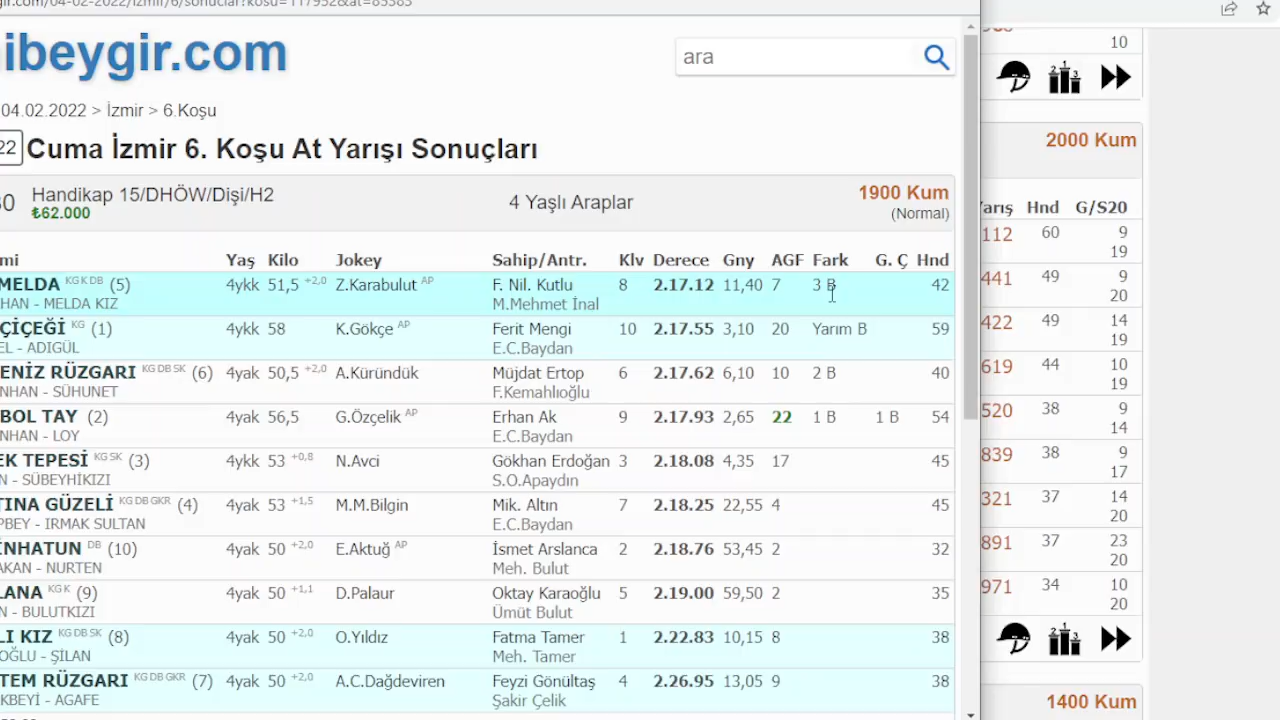 gir.com/04-02-2022/izmir/6/sonuclar?kosu=117952&at=85385
ibeygir.com
ara
04.02.2022 > İzmir > 6.Koşu
22 Cuma İzmir 6. Koşu At Yarışı Sonuçları
30 Handikap 15/DHÖW/Dişi/H2 4 Yaşlı Araplar 1900 Kum
₺62.000 (Normal)
mi Yaş Kilo Jokey Sahip/Antr. Klv Derece Gny AGF Fark G. Ç Hnd
MELDA KG K DB (5) 4ykk 51,5 +2,0 Z.Karabulut AP F. Nil. Kutlu 8 2.17.12 11,40 7 3 B 42
HAN - MELDA KIZ M.Mehmet İnal
ÇİÇEĞİ KG (1) 4ykk 58 K.Gökçe AP Ferit Mengi 10 2.17.55 3,10 20 Yarım B 59
EL - ADIGÜL E.C.Baydan
ENİZ RÜZGARI KG DB SK (6) 4yak 50,5 +2,0 A.Küründük Müjdat Ertop 6 2.17.62 6,10 10 2 B 40
NHAN - SÜHUNET F.Kemahlıoğlu
BOL TAY (2) 4yak 56,5 G.Özçelik AP Erhan Ak 9 2.17.93 2,65 22 1 B 1 B 54
NHAN - LOY E.C.Baydan
EK TEPESİ KG SK (3) 4ykk 53 +0,8 N.Avci Gökhan Erdoğan 3 2.18.08 4,35 17 45
N - SÜBEYHİKIZI S.O.Apaydın
TINA GÜZELİ KG DB GKR (4) 4yak 53 +1,5 M.M.Bilgin Mik. Altın 7 2.18.25 22,55 4 45
PBEY - IRMAK SULTAN E.C.Baydan
İNHATUN DB (10) 4yak 50 +2,0 E.Aktuğ AP İsmet Arslanca 2 2.18.76 53,45 2 32
AKAN - NURTEN Meh. Bulut
LANA KG K (9) 4yak 50 +1,1 D.Palaur Oktay Karaoğlu 5 2.19.00 59,50 2 35
N - BULUTKIZI Ümüt Bulut
LI KIZ KG DB SK (8) 4yak 50 +2,0 O.Yıldız Fatma Tamer 1 2.22.83 10,15 8 38
OĞLU - ŞİLAN Meh. Tamer
TEM RÜZGARI KG DB GKR (7) 4yak 50 +2,0 A.C.Dağdeviren Feyzi Gönültaş 4 2.26.95 13,05 9 38
KBEYİ - AGAFE Şakir Çelik
10
2000 Kum
Yarış Hnd G/S20
112 60 9
19
441 49 9
20
422 49 14
19
619 44 10
19
520 38 9
14
839 38 9
17
321 37 14
20
891 37 23
20
971 34 10
20
1400 Kum